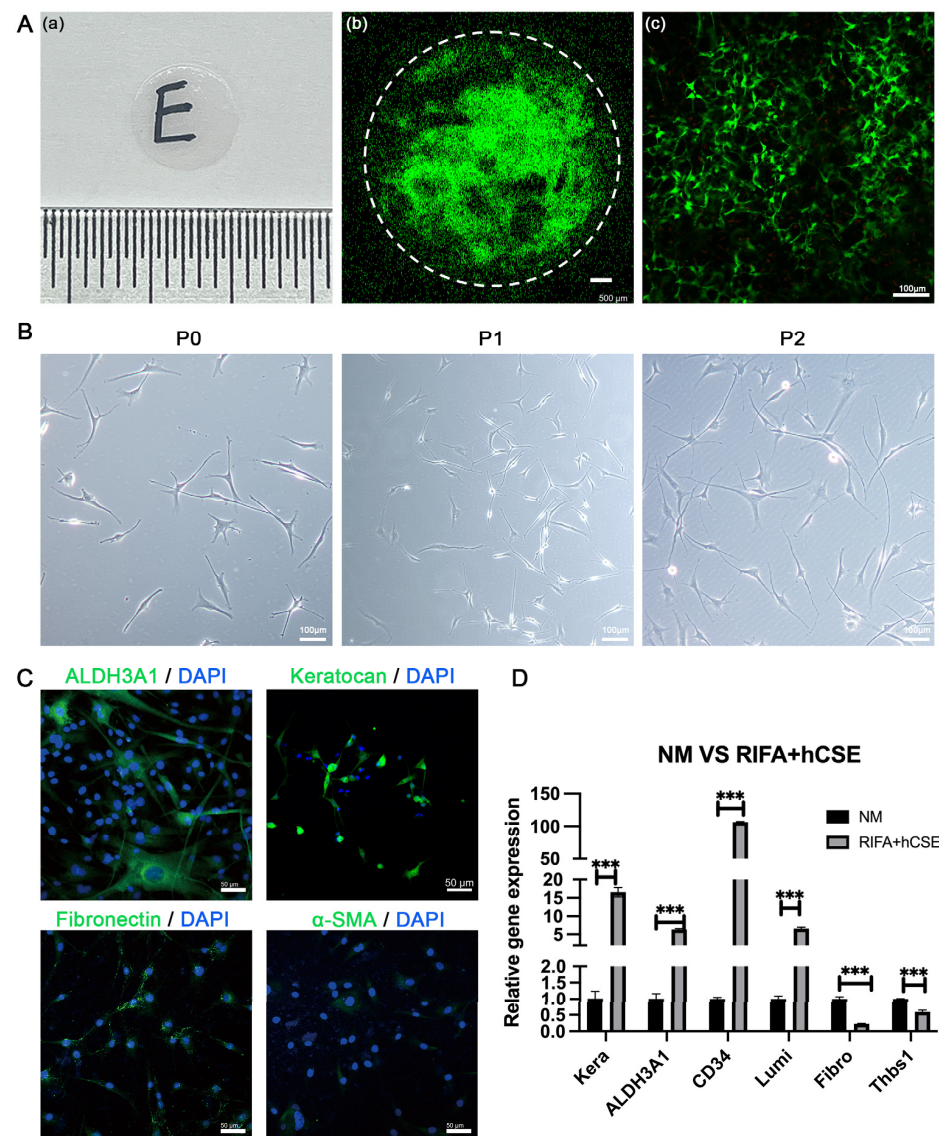 A
(a)
(b)
(c)
E
500 µm
100µm
B
P0
P1
P2
100µm
100µm
100µm
C
ALDH3A1 / DAPI
Keratocan / DAPI
50 µm
50 µm
Fibronectin / DAPI
α-SMA / DAPI
50 µm
50 µm
D
NM VS RIFA+hCSE
NM
RIFA+hCSE
Relative gene expression
150
100
50
20
15
10
5
2.0
1.5
1.0
0.5
0.0
***
***
***
***
***
***
Kera
ALDH3A1
CD34
Lumi
Fibro
Thbs1